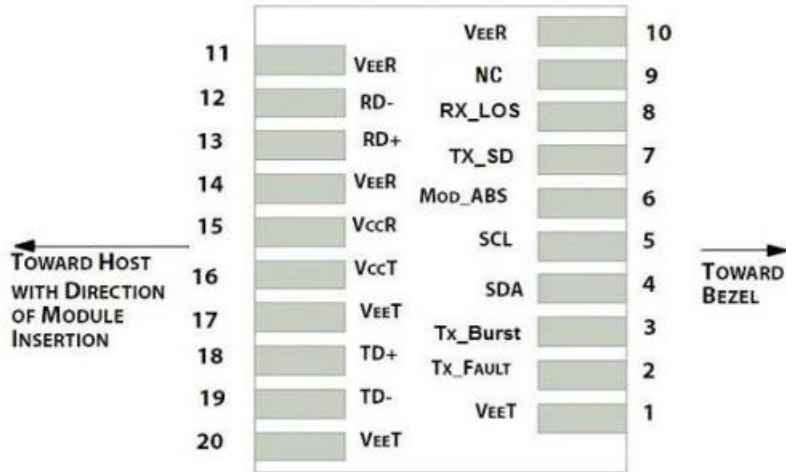 11 VEER
12 RD-
13 RD+
14 VEER
15 VCCR
16 VCCT
17 VEET
18 TD+
19 TD-
20 VEET
VEER 10
NC 9
RX_LOS 8
TX_SD 7
MOD_ABS 6
SCL 5
SDA 4
Tx_Burst 3
TX_FAULT 2
VEET 1
TOWARD HOST
WITH DIRECTION
OF MODULE
INSERTION
TOWARD
BEZEL